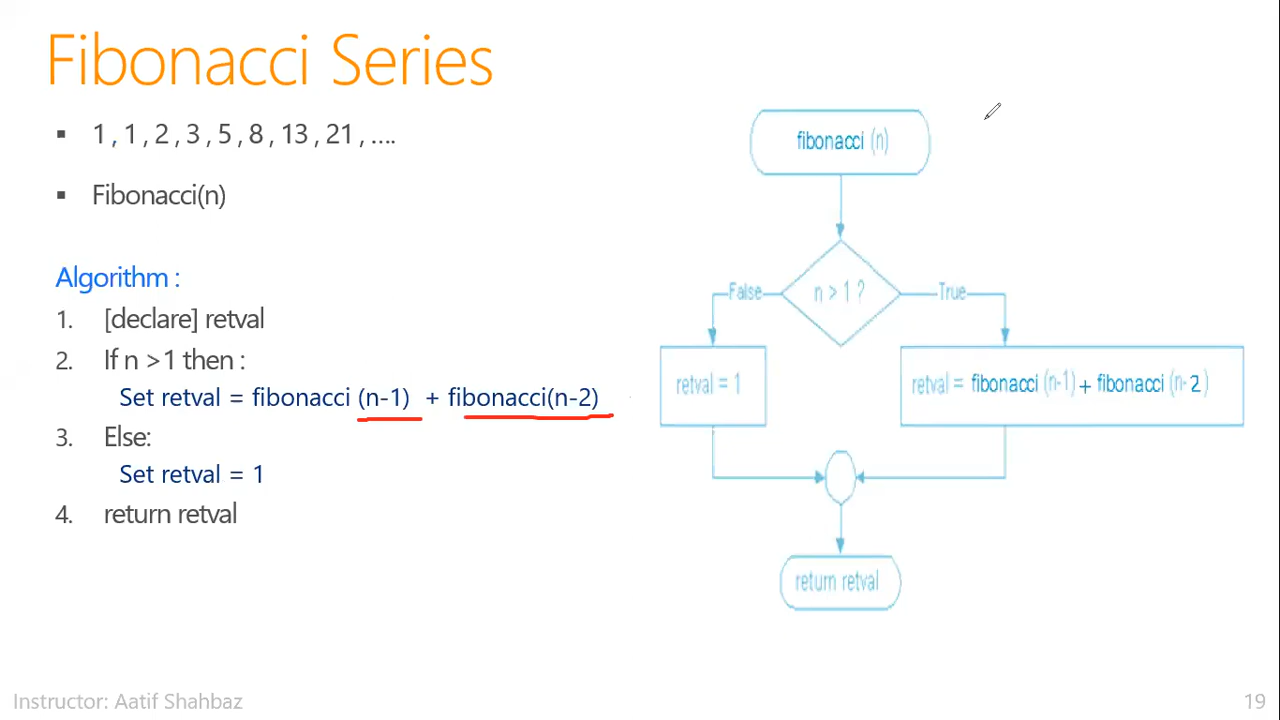 Fibonacci Series
▪ 1 , 1 , 2 , 3 , 5 , 8 , 13 , 21 , ....
▪ Fibonacci(n)
Algorithm :
1. [declare] retval
2. If n >1 then :
Set retval = fibonacci (n-1) + fibonacci(n-2)
3. Else:
Set retval = 1
4. return retval
fibonacci (n)
n > 1 ?
False
True
retval = 1
retval = fibonacci (n-1) + fibonacci (n-2)
return retval
Instructor: Aatif Shahbaz
19